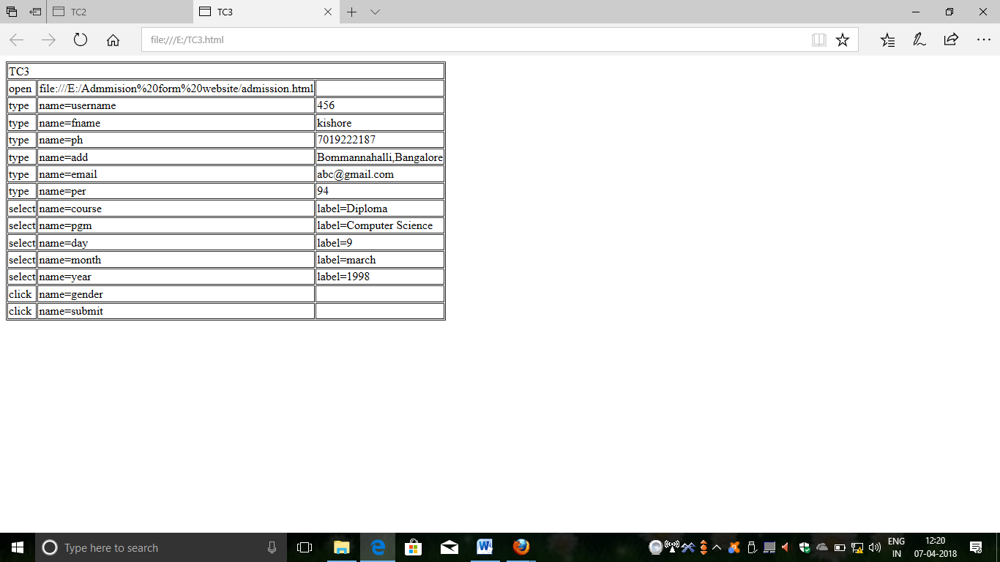 TC2
TC3
file:///E:/TC3.html
TC3
open file:///E:/Admmision%20form%20website/admission.html
type name=username 456
type name=fname kishore
type name=ph 7019222187
type name=add Bommannahalli,Bangalore
type name=email abc@gmail.com
type name=per 94
select name=course label=Diploma
select name=pgm label=Computer Science
select name=day label=9
select name=month label=march
select name=year label=1998
click name=gender
click name=submit
Type here to search
ENG
IN
12:20
07-04-2018